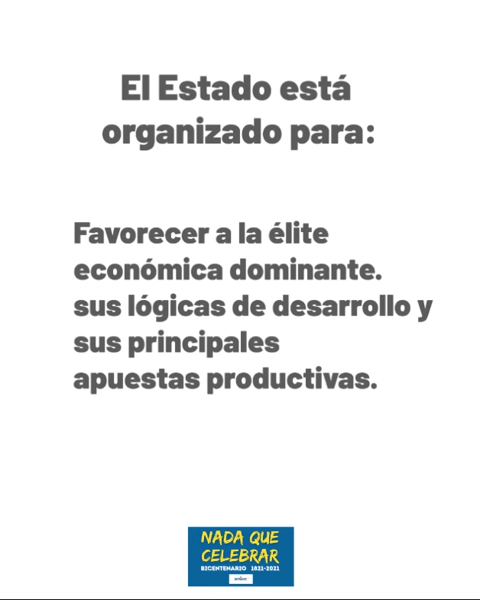 El Estado está
organizado para:
Favorecer a la élite
económica dominante.
sus lógicas de desarrollo y
sus principales
apuestas productivas.
NADA QUE
CELEBRAR
BICENTENARIO 1821-2021